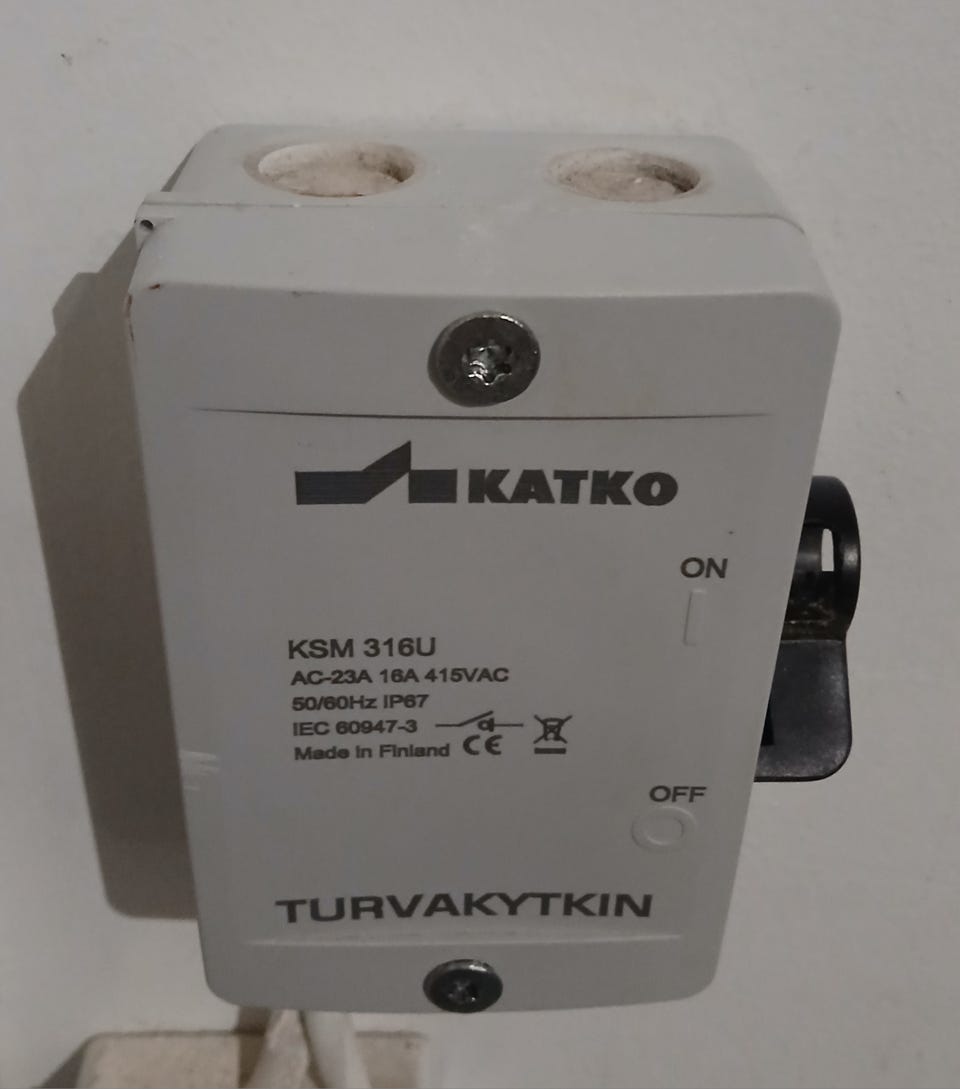 KATKO
ON
KSM 316U
AC-23A 16A 415VAC
50/60Hz IP67
IEC 60947-3
Made in Finland CE
OFF
TURVAKYTKIN